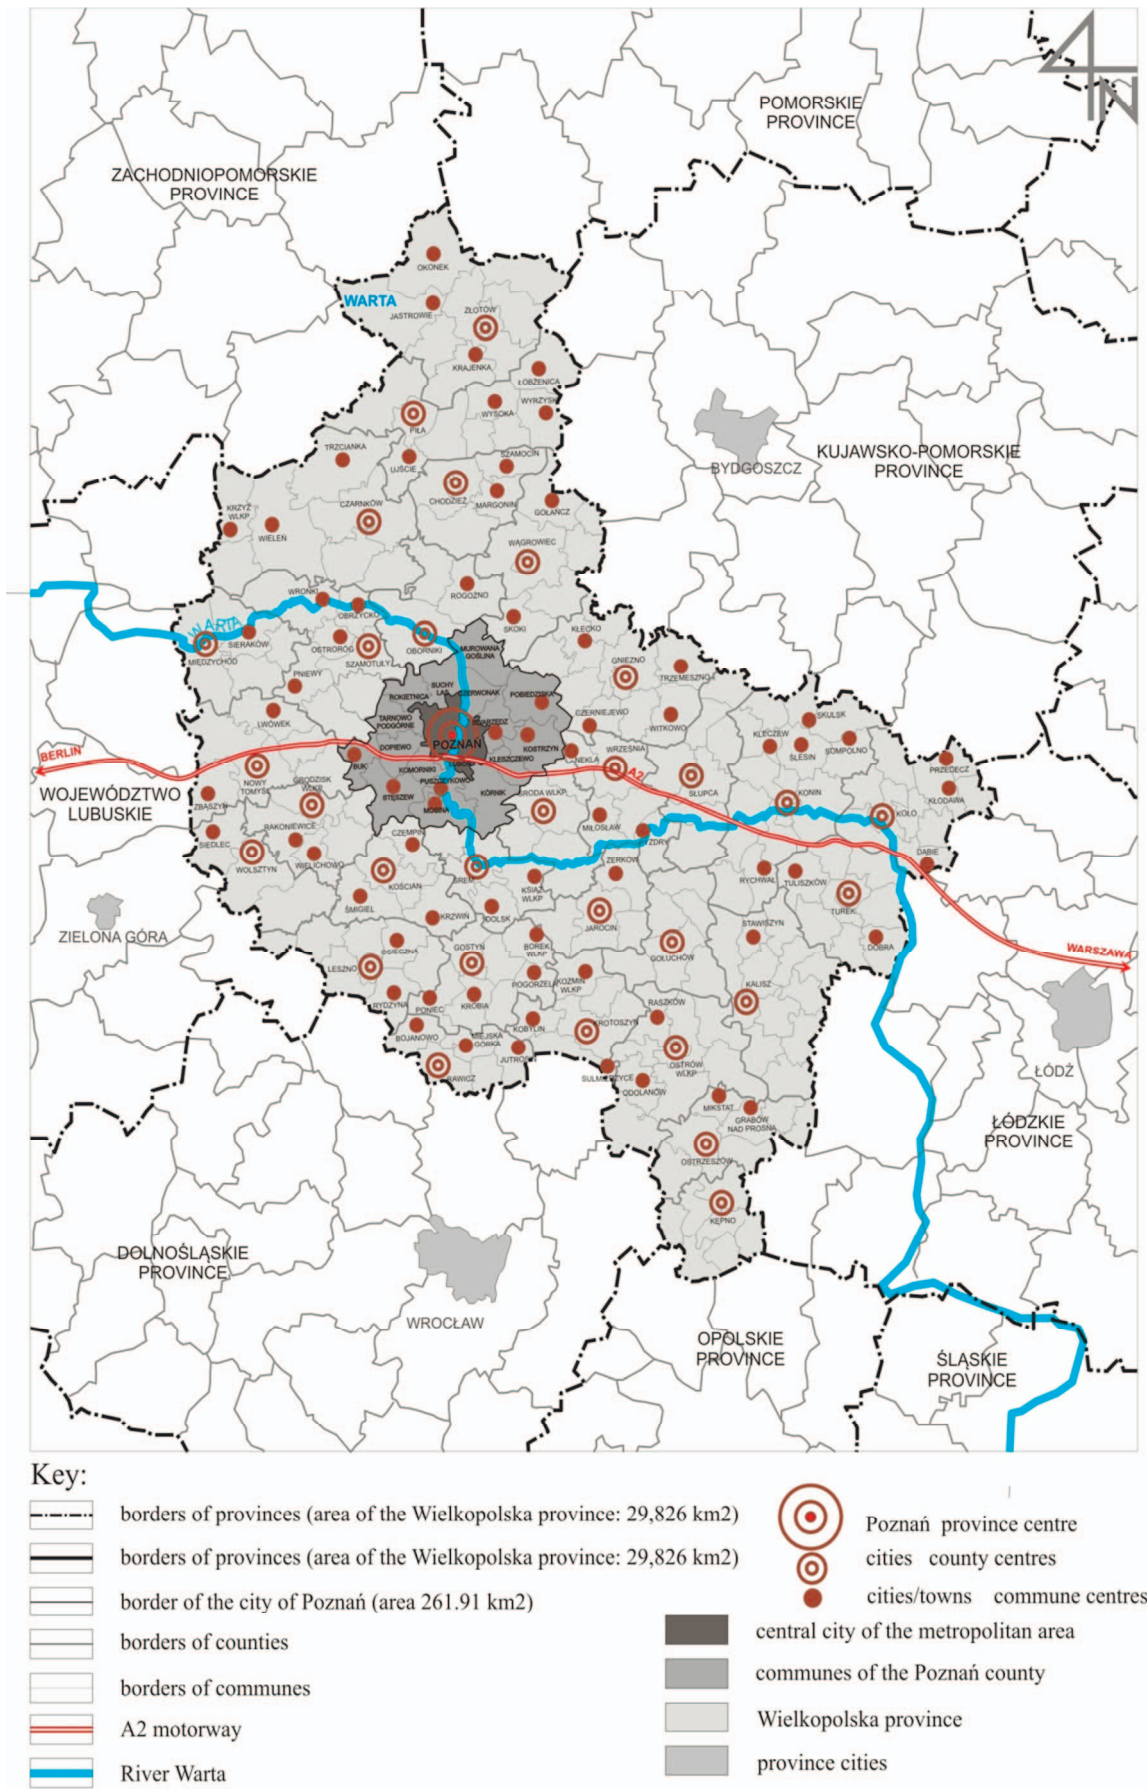 N
POMORSKIE
PROVINCE
ZACHODNIOPOMORSKIE
PROVINCE
OKONEK
WARTA
JASTROWIE
ZŁOTÓW
KRAJENKA
ŁOBŻENICA
WYRZYSK
WYSOKA
PIŁA
TRZCIANKA
UJŚCIE
SZAMOCIN
BYDGOSZCZ
KUJAWSKO-POMORSKIE
PROVINCE
CHODZIEŻ
MARGONIN
GOŁAŃCZ
CZARNKÓW
KRZYŻ
WLKP
WIELEŃ
WĄGROWIEC
ROGOŹNO
WRONKI
OBRZYCKO
WARTA
SKOKI
KŁECKO
SIERAKÓW
MIĘDZYCHÓD
OSTRORÓG
SZAMOTUŁY
OBORNIKI
MUROWANA
GOŚLINA
GNIEZNO
TRZEMESZNO
PNIEWY
SUCHY
LAS
CZERWONAK
ROKIETNICA
POBIEDZISKA
LWÓWEK
TARNOWO
PODGÓRNE
CZERNIEJEWO
WITKOWO
SKULSK
KLECZEW
ŚLESIN
SOMPOLNO
POZNAŃ
DOPIEWO
KOSTRZYN
WRZEŚNIA
NEKLA
BERLIN
BUK
KOMORNIKI
KLESZCZEWO
LUBOŃ
A2
PRZEDECZ
NOWY
TOMYŚL
GRODZISK
WLKP
PUSZCZYKOWO
STĘSZEW
KÓRNIK
MOSINA
ŚRODA WLKP
SŁUPCA
KONIN
KOŁO
KŁODAWA
WOJEWÓDZTWO
LUBUSKIE
ZBĄSZYŃ
SIEDLEC
RAKONIEWICE
WIELICHOWO
WOLSZTYN
CZEMPIŃ
MIŁOSŁAW
DĄBIE
KOŚCIAN
ŚREM
KSIĄŻ
WLKP
ŻERKÓW
RYCHWAŁ
TULISZKÓW
TUREK
ŚMIGIEL
KRZWIŃ
DOLSK
JAROCIN
STAWISZYN
DOBRA
ZIELONA GÓRA
OSIECZNA
GOSTYŃ
BOREK
WLKP
GOŁUCHÓW
WARSZAWA
LESZNO
POGORZELA
KOŹMIN
WLKP
KALISZ
RYDZYNA
PONIEC
KROBIA
RASZKÓW
BOJANOWO
MIEJSKA
GÓRKA
KOBYLIN
KROTOSZYN
JUTROSIN
OSTRÓW
WLKP
RAWICZ
SULMIERZYCE
ODOLANÓW
ŁÓDŹ
MIKSTAT
GRABÓW
NAD PROSNĄ
ŁÓDZKIE
PROVINCE
OSTRZESZÓW
KĘPNO
DOLNOŚLĄSKIE
PROVINCE
WROCŁAW
OPOLSKIE
PROVINCE
ŚLĄSKIE
PROVINCE
Key:
borders of provinces (area of the Wielkopolska province: 29,826 km2)
borders of provinces (area of the Wielkopolska province: 29,826 km2)
border of the city of Poznań (area 261.91 km2)
borders of counties
borders of communes
A2 motorway
River Warta
Poznań province centre
cities county centres
cities/towns commune centres
central city of the metropolitan area
communes of the Poznań county
Wielkopolska province
province cities